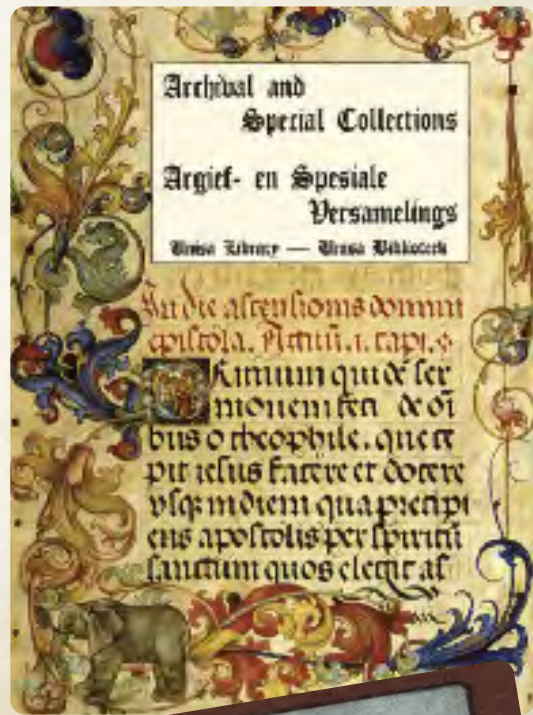 Archival and
Special Collections
Argief- en Spesiale
Versamelings
Unisa Library — Unisa Biblioteek
In die ascensionis domini
epistola. Actuū .1. capi.
Rimum quidē ser
monem feci de oī
bus o theophile. que ce
pit iesus facere et docere
vsq; in diem qua precipi
ens apostolis per spiritū
sanctum quos elegit as